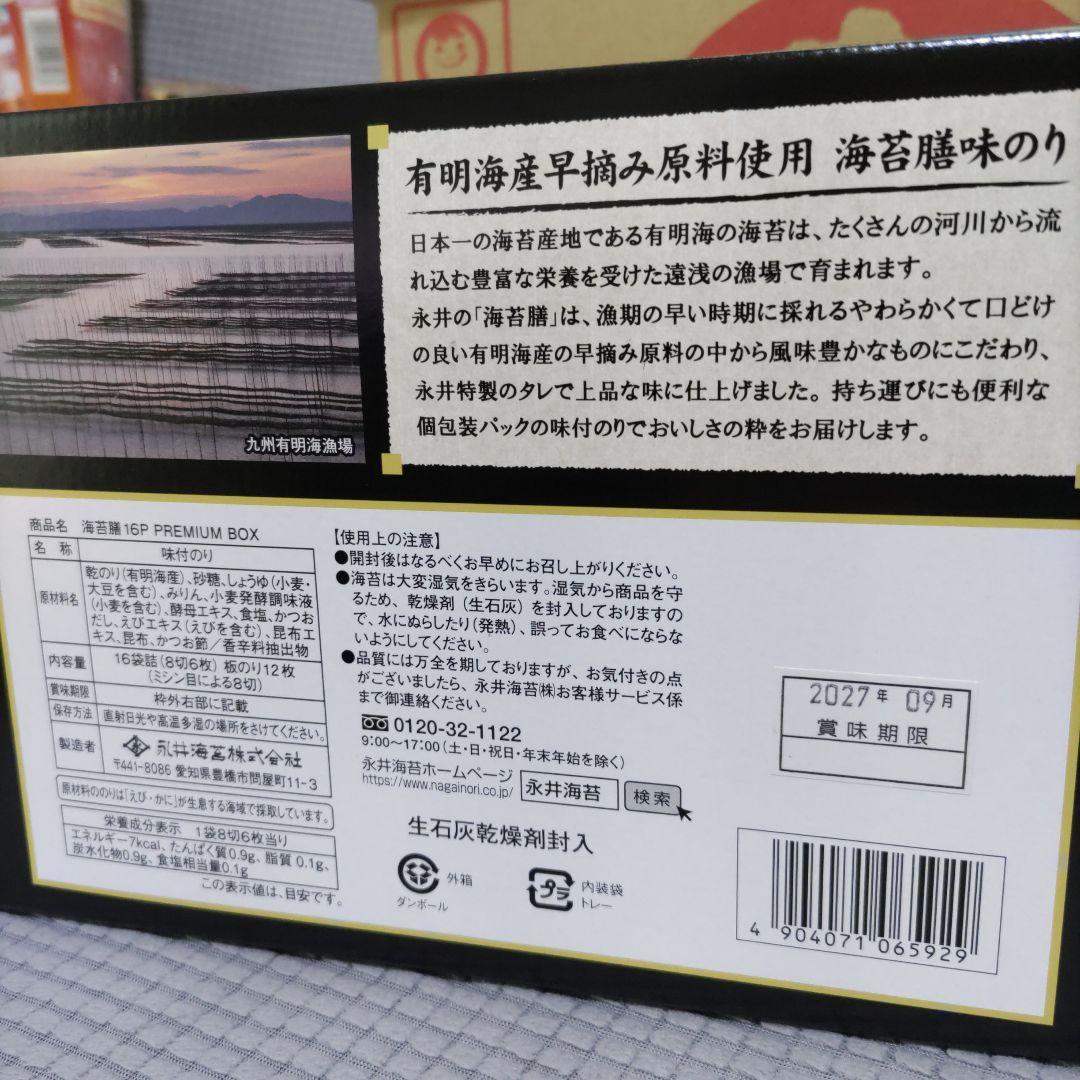 有明海産早摘み原料使用 海苔膳味のり
日本一の海苔産地である有明海の海苔は、たくさんの河川から流
れ込む豊富な栄養を受けた遠浅の漁場で育まれます。
永井の「海苔膳」は、漁期の早い時期に採れるやわらかくて口どけ
の良い有明海産の早摘み原料の中から風味豊かなものにこだわり、
永井特製のタレで上品な味に仕上げました。持ち運びにも便利な
個包装パックの味付のりでおいしさの粋をお届けします。
九州有明海漁場
商品名 海苔膳16P PREMIUM BOX
名 称 味付のり
原材料名 乾のり(有明海産)、砂糖、しょうゆ(小麦・
大豆を含む)、みりん、小麦発酵調味液
(小麦を含む)、酵母エキス、食塩、かつお
だし、えびエキス(えびを含む)、昆布エ
キス、昆布、かつお節/香辛料抽出物
内容量 16袋詰(8切6枚) 板のり12枚
(ミシン目による8切)
賞味期限 枠外右部に記載
保存方法 直射日光や高温多湿の場所をさけてください。
製造者 永井海苔株式会社
〒441-8086 愛知県豊橋市問屋町11-3
原材料ののりは「えび・かに」が生息する海域で採取しています。
栄養成分表示 1袋8切6枚当り
エネルギー7kcal、たんぱく質0.9g、脂質0.1g、
炭水化物0.9g、食塩相当量0.1g
この表示値は、目安です。
【使用上の注意】
●開封後はなるべくお早めにお召し上がりください。
●海苔は大変湿気をきらいます。湿気から商品を守
るため、乾燥剤(生石灰)を封入しておりますの
で、水にぬらしたり(発熱)、誤ってお食べにならな
いようにしてください。
●品質には万全を期しておりますが、お気付きの点
がございましたら、永井海苔㈱お客様サービス係
まで御連絡ください。
0120-32-1122
9:00〜17:00(土・日・祝日・年末年始を除く)
永井海苔ホームページ
https://www.nagainori.co.jp/ 永井海苔 検索
生石灰乾燥剤封入
外箱
ダンボール
プラ
内装袋
トレー
2027年 09月
賞味期限
4 904071 065929